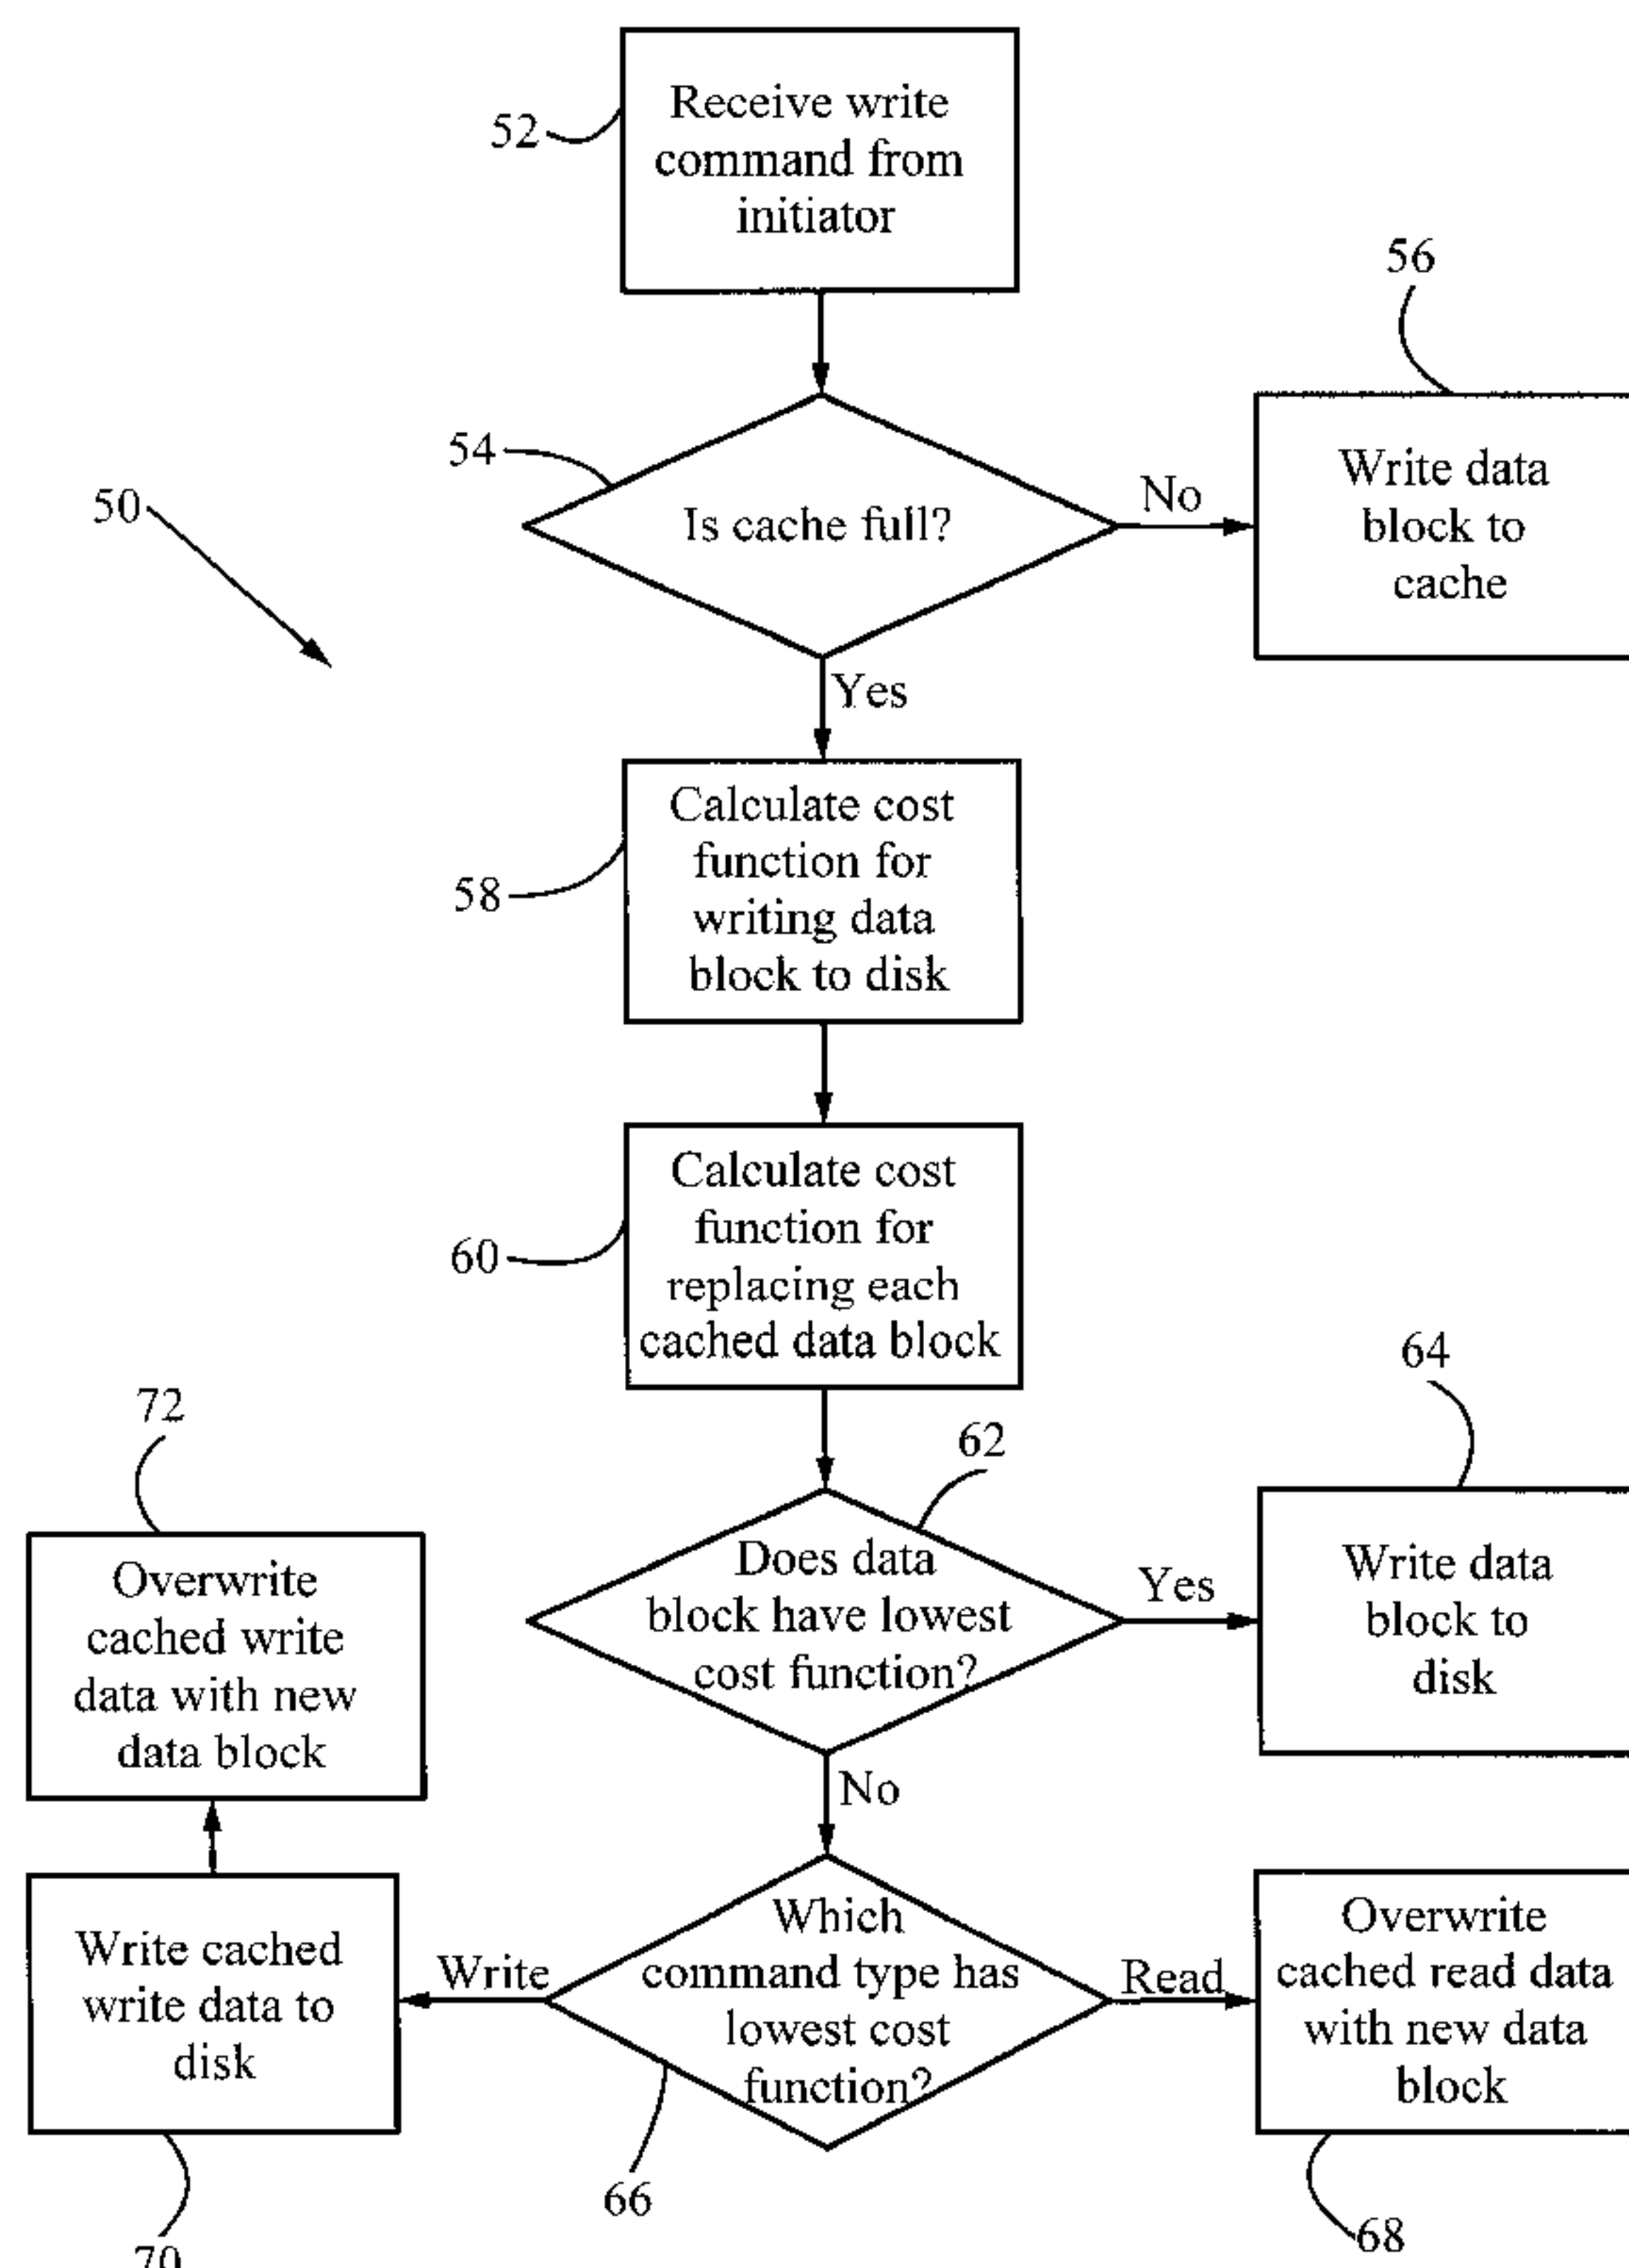 52
Receive write
command from
initiator
56
54
Is cache full?
No
Write data
block to
cache
50
Yes
58
Calculate cost
function for
writing data
block to disk
60
Calculate cost
function for
replacing each
cached data block
64
62
Does data
block have lowest
cost function?
Yes
Write data
block to
disk
72
Overwrite
cached write
data with new
data block
No
66
Which
command type has
lowest cost
function?
Write
Write cached
write data to
disk
70
Read
Overwrite
cached read data
with new data
block
68